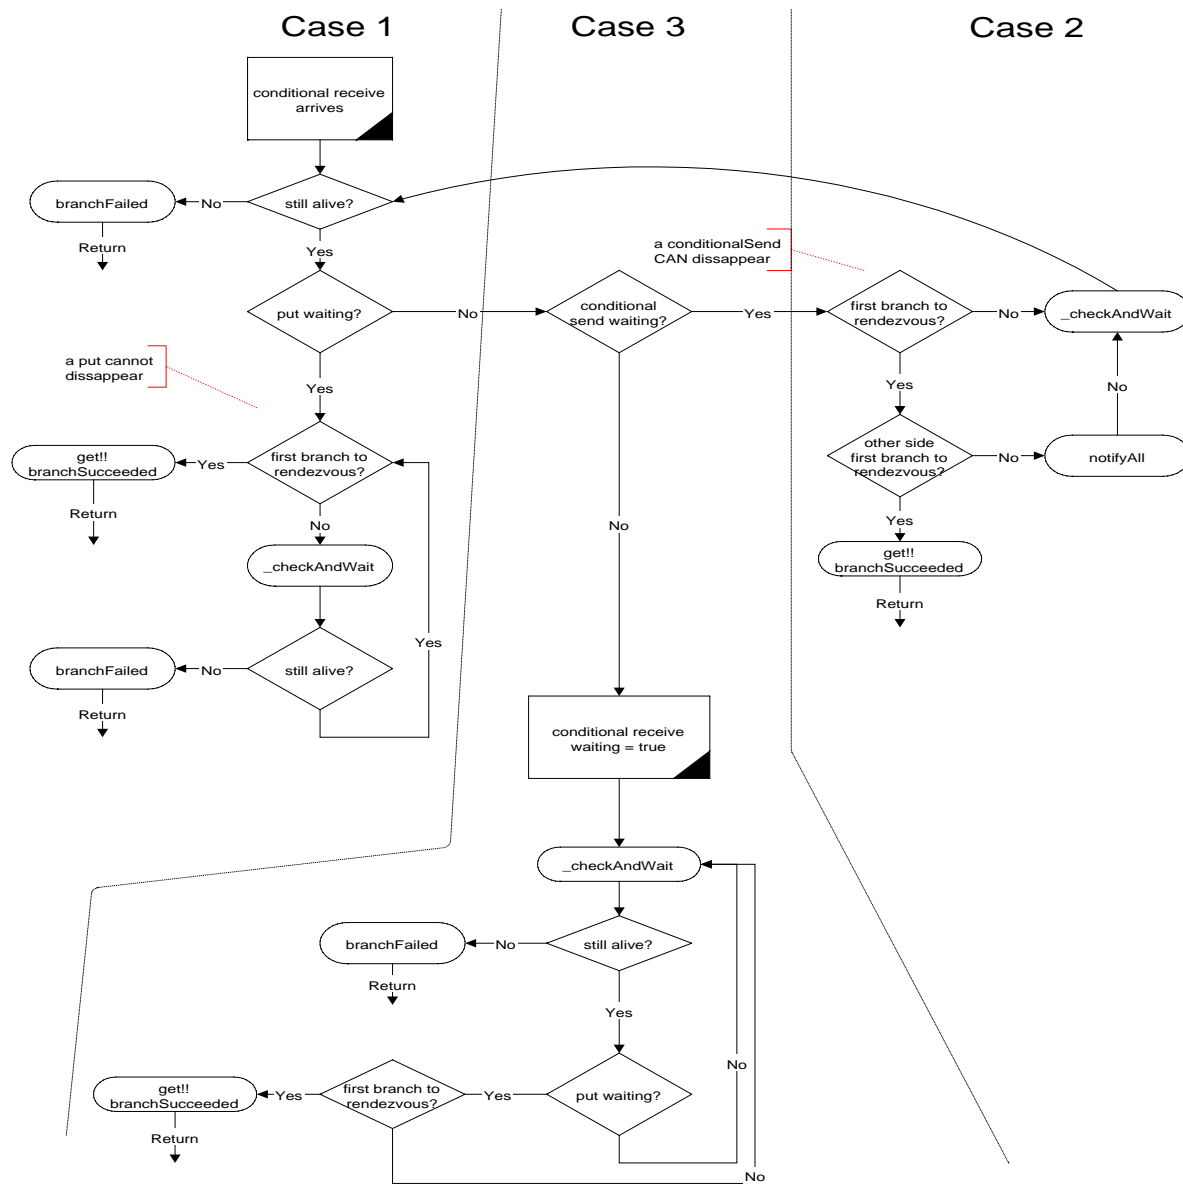 Case 1
Case 3
Case 2
conditional receive
arrives
still alive?
No
branchFailed
Return
Yes
a conditionalSend
CAN dissappear
put waiting?
No
conditional
send waiting?
Yes
first branch to
rendezvous?
No
_checkAndWait
a put cannot
dissappear
Yes
Yes
No
first branch to
rendezvous?
Yes
get!!
branchSucceeded
Return
other side
first branch to
rendezvous?
No
notifyAll
No
No
Yes
get!!
branchSucceeded
Return
_checkAndWait
Yes
still alive?
No
branchFailed
Return
conditional receive
waiting = true
_checkAndWait
still alive?
No
branchFailed
Return
Yes
No
put waiting?
Yes
first branch to
rendezvous?
Yes
get!!
branchSucceeded
Return
No